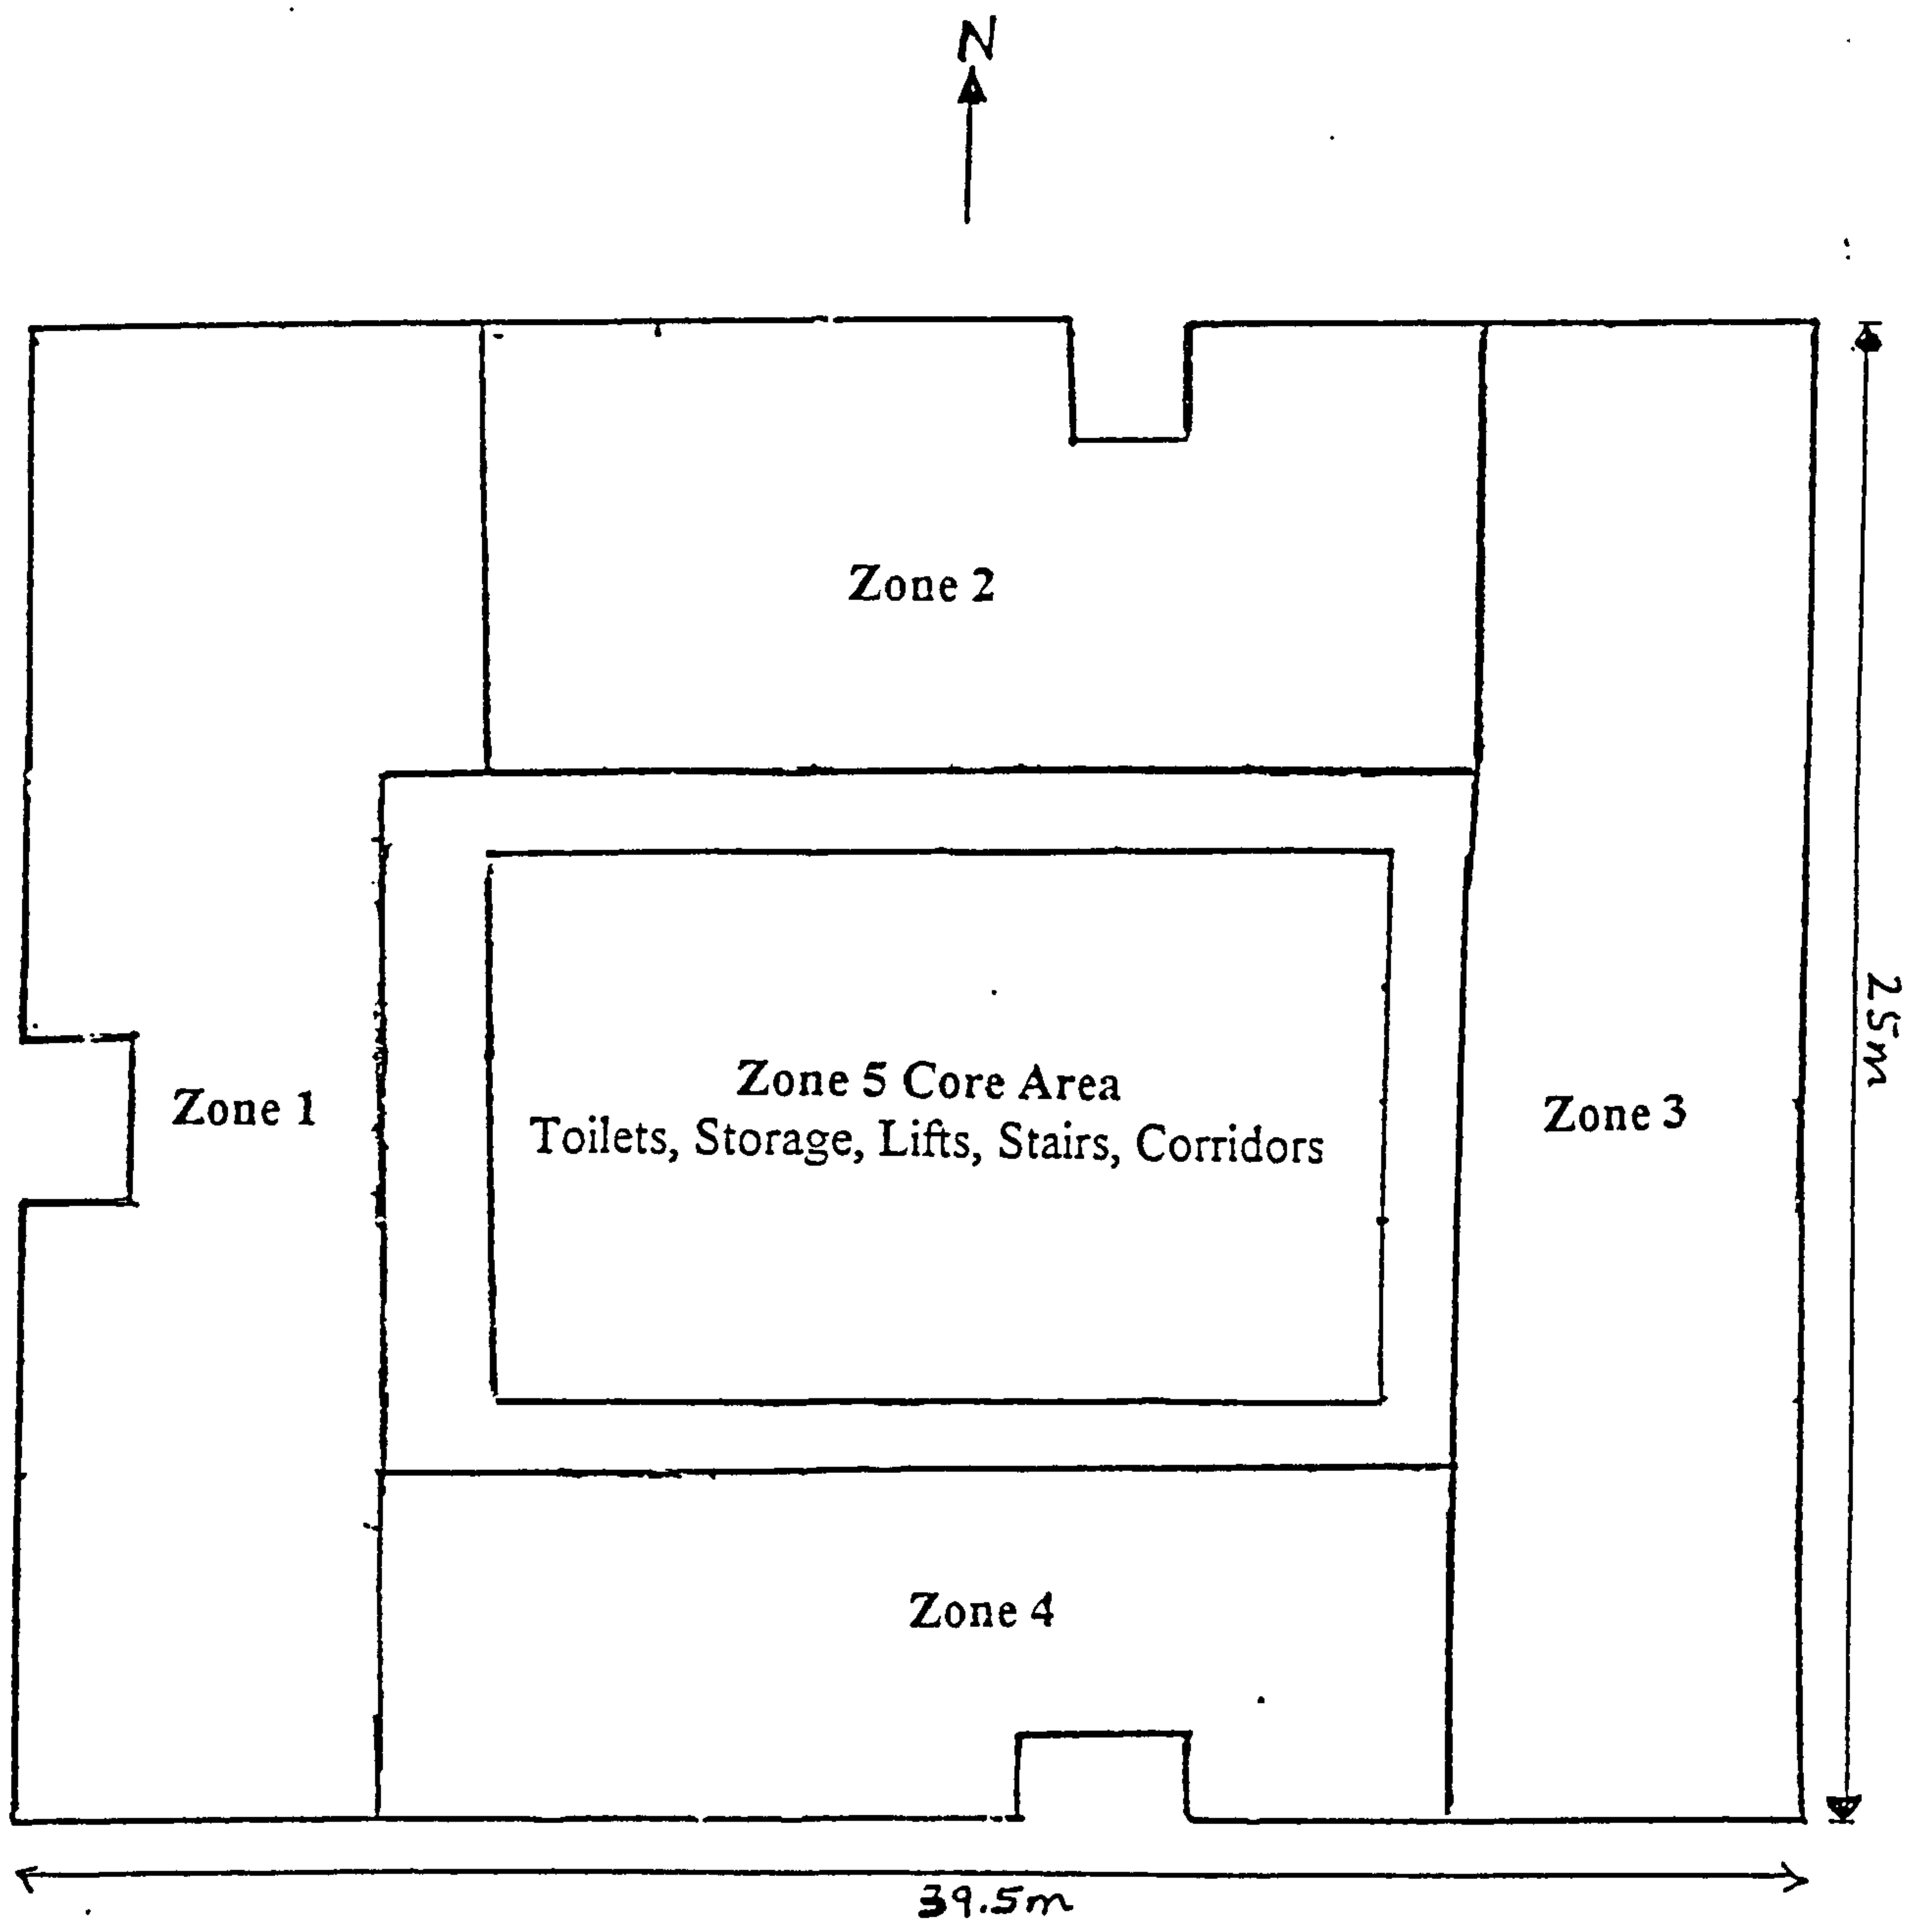 N
Zone 2
25m
Zone 5 Core Area
Toilets, Storage, Lifts, Stairs, Corridors
Zone 1
Zone 3
Zone 4
39.5m